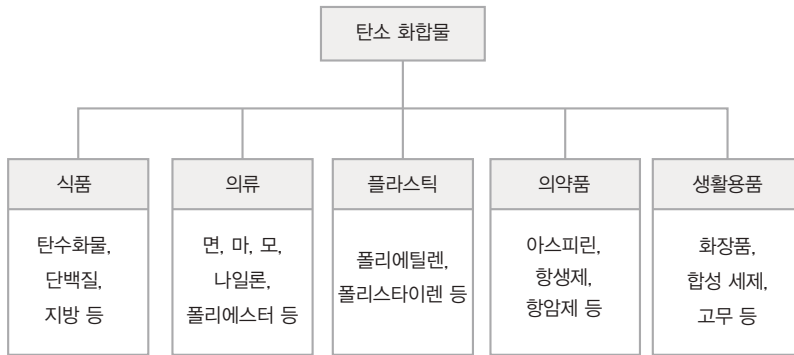 탄소 화합물
식품
탄수화물,
단백질,
지방 등
의류
면, 마, 모,
나일론,
폴리에스터 등
플라스틱
폴리에틸렌,
폴리스타이렌 등
의약품
아스피린,
항생제,
항암제 등
생활용품
화장품,
합성 세제,
고무 등